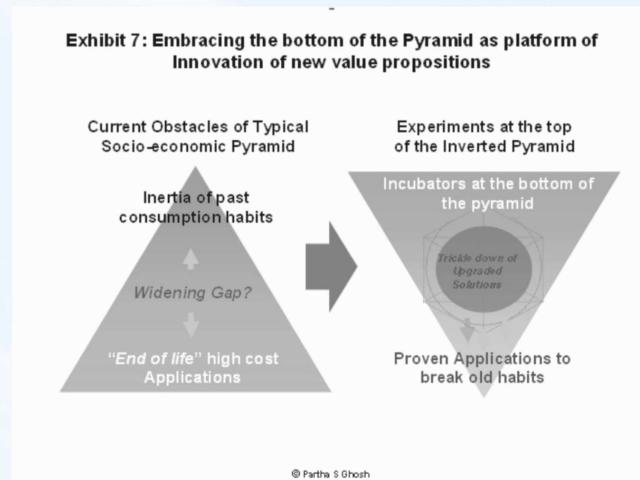 Exhibit 7: Embracing the bottom of the Pyramid as platform of
Innovation of new value propositions
Current Obstacles of Typical
Socio-economic Pyramid
Inertia of past
consumption habits
Widening Gap?
“End of life” high cost
Applications
Experiments at the top
of the Inverted Pyramid
Incubators at the bottom of
the pyramid
Trickle down of
Upgraded
Solutions
Proven Applications to
break old habits
© Partha S Ghosh